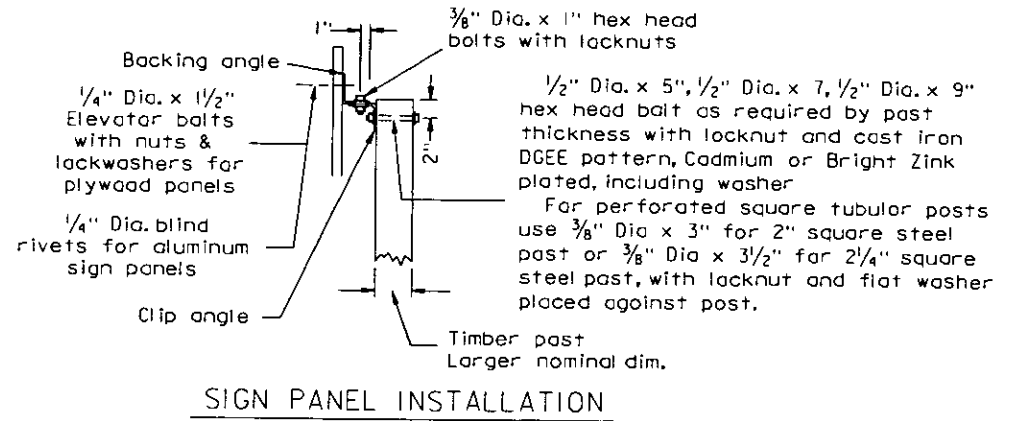 1"
3/8" Dia. x 1" hex head
bolts with locknuts
Backing angle
1/4" Dia. x 1 1/2"
Elevator bolts
with nuts &
lockwashers for
plywood panels
1/4" Dia. blind
rivets for aluminum
sign panels
Clip angle
2"
1/2" Dia. x 5", 1/2" Dia. x 7, 1/2" Dia. x 9"
hex head bolt as required by post
thickness with locknut and cast iron
OGEE pattern, Cadmium or Bright Zink
plated, including washer
For perforated square tubular posts
use 3/8" Dia x 3" for 2" square steel
post or 3/8" Dia x 3 1/2" for 2 1/4" square
steel post, with locknut and flat washer
placed against post.
Timber post
Larger nominal dim.
SIGN PANEL INSTALLATION